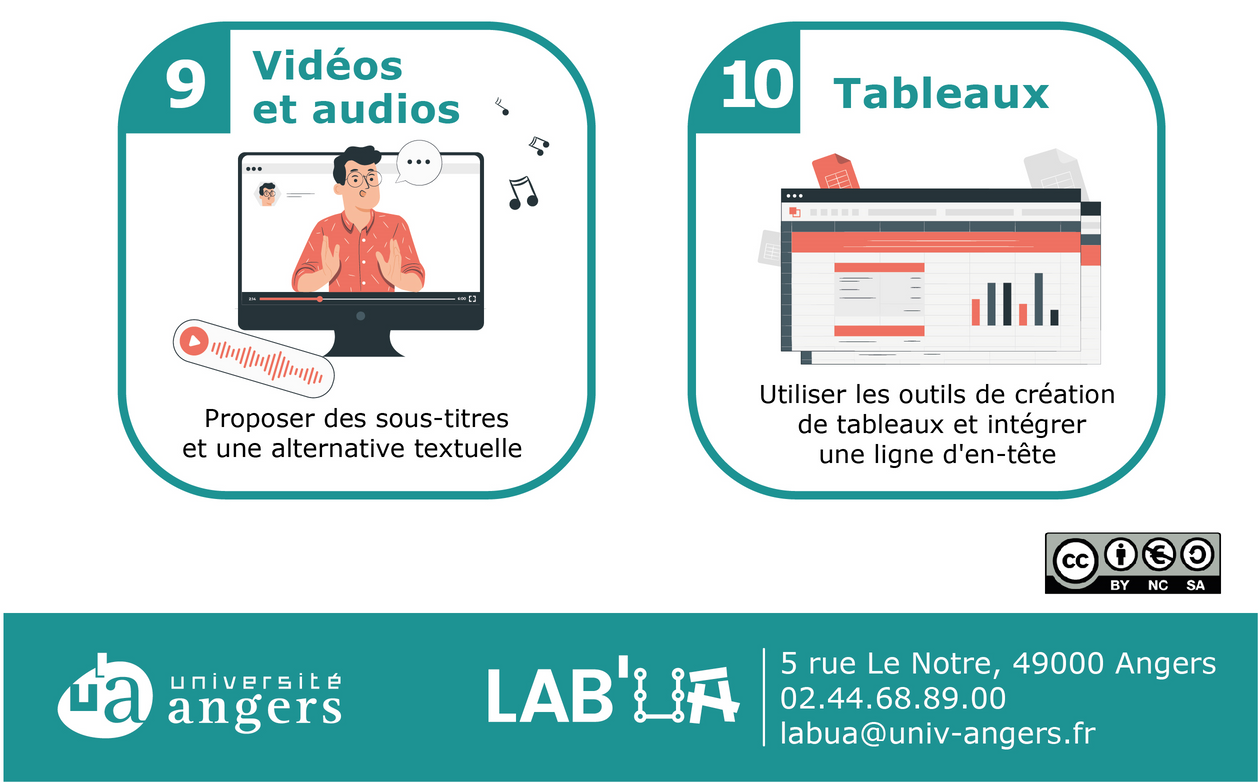 9
Vidéos
et audios
Proposer des sous-titres
et une alternative textuelle
10
Tableaux
Utiliser les outils de création
de tableaux et intégrer
une ligne d'en-tête
cc
BY NC SA
ua
université
angers
LAB'UA
5 rue Le Notre, 49000 Angers
02.44.68.89.00
labua@univ-angers.fr